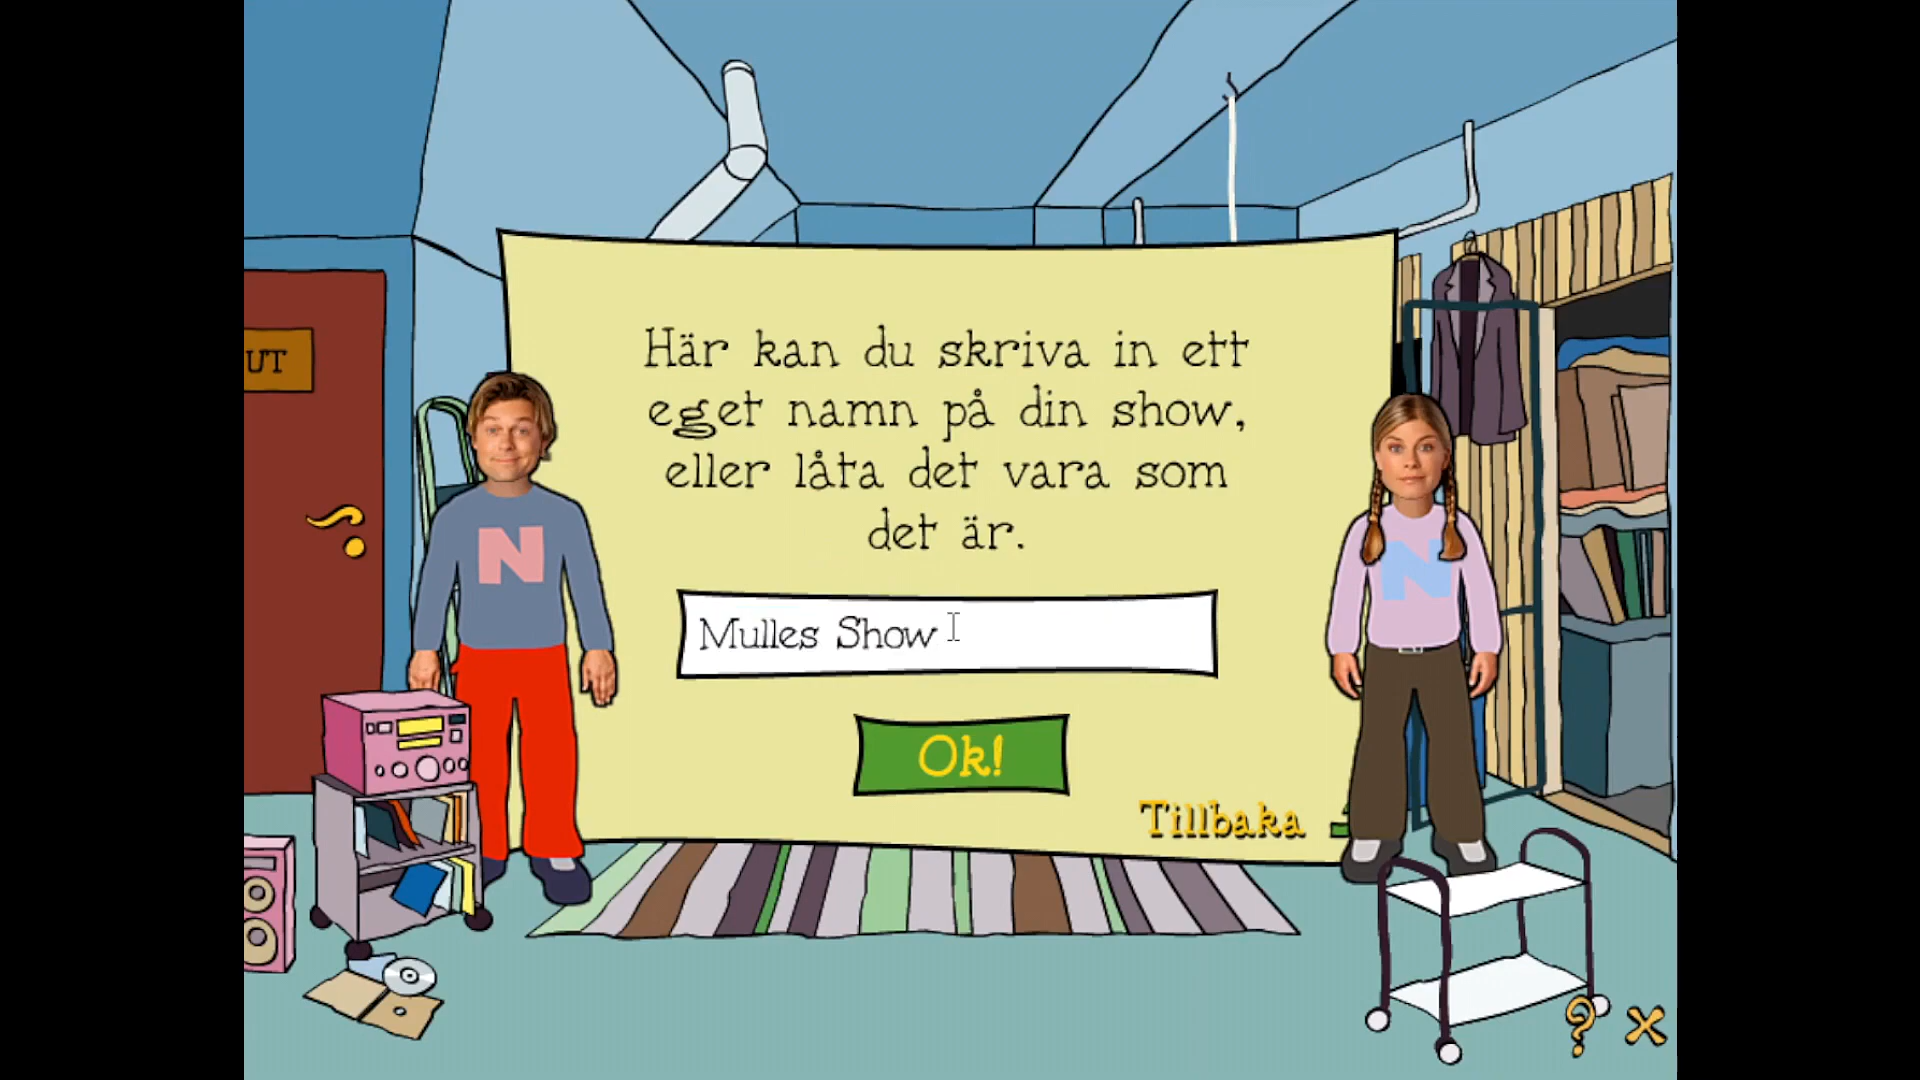 UT
Här kan du skriva in ett
eget namn på din show,
eller låta det vara som
det är.
N
N
Mulles Show
Ok!
Tillbaka
?
X